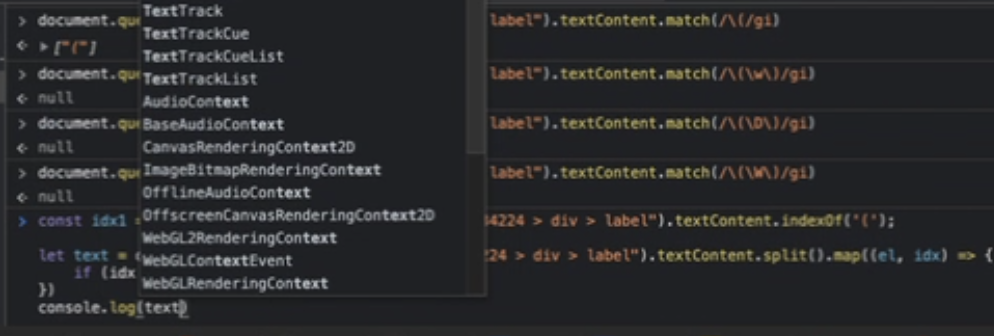 > document.que
label").textContent.match(/\(/gi)
["("]
> document.que
label").textContent.match(/\(\w\)/gi)
null
> document.que
label").textContent.match(/\(\D\)/gi)
null
> document.que
label").textContent.match(/\(\W\)/gi)
null
> const idx1 =
4224 > div > label").textContent.indexOf('(');
let text =
24 > div > label").textContent.split().map((el, idx) => {
if (idx
})
console.log(text)
TextTrack
TextTrackCue
TextTrackCueList
TextTrackList
AudioContext
BaseAudioContext
CanvasRenderingContext2D
ImageBitmapRenderingContext
OfflineAudioContext
OffscreenCanvasRenderingContext2D
WebGL2RenderingContext
WebGLContextEvent
WebGLRenderingContext